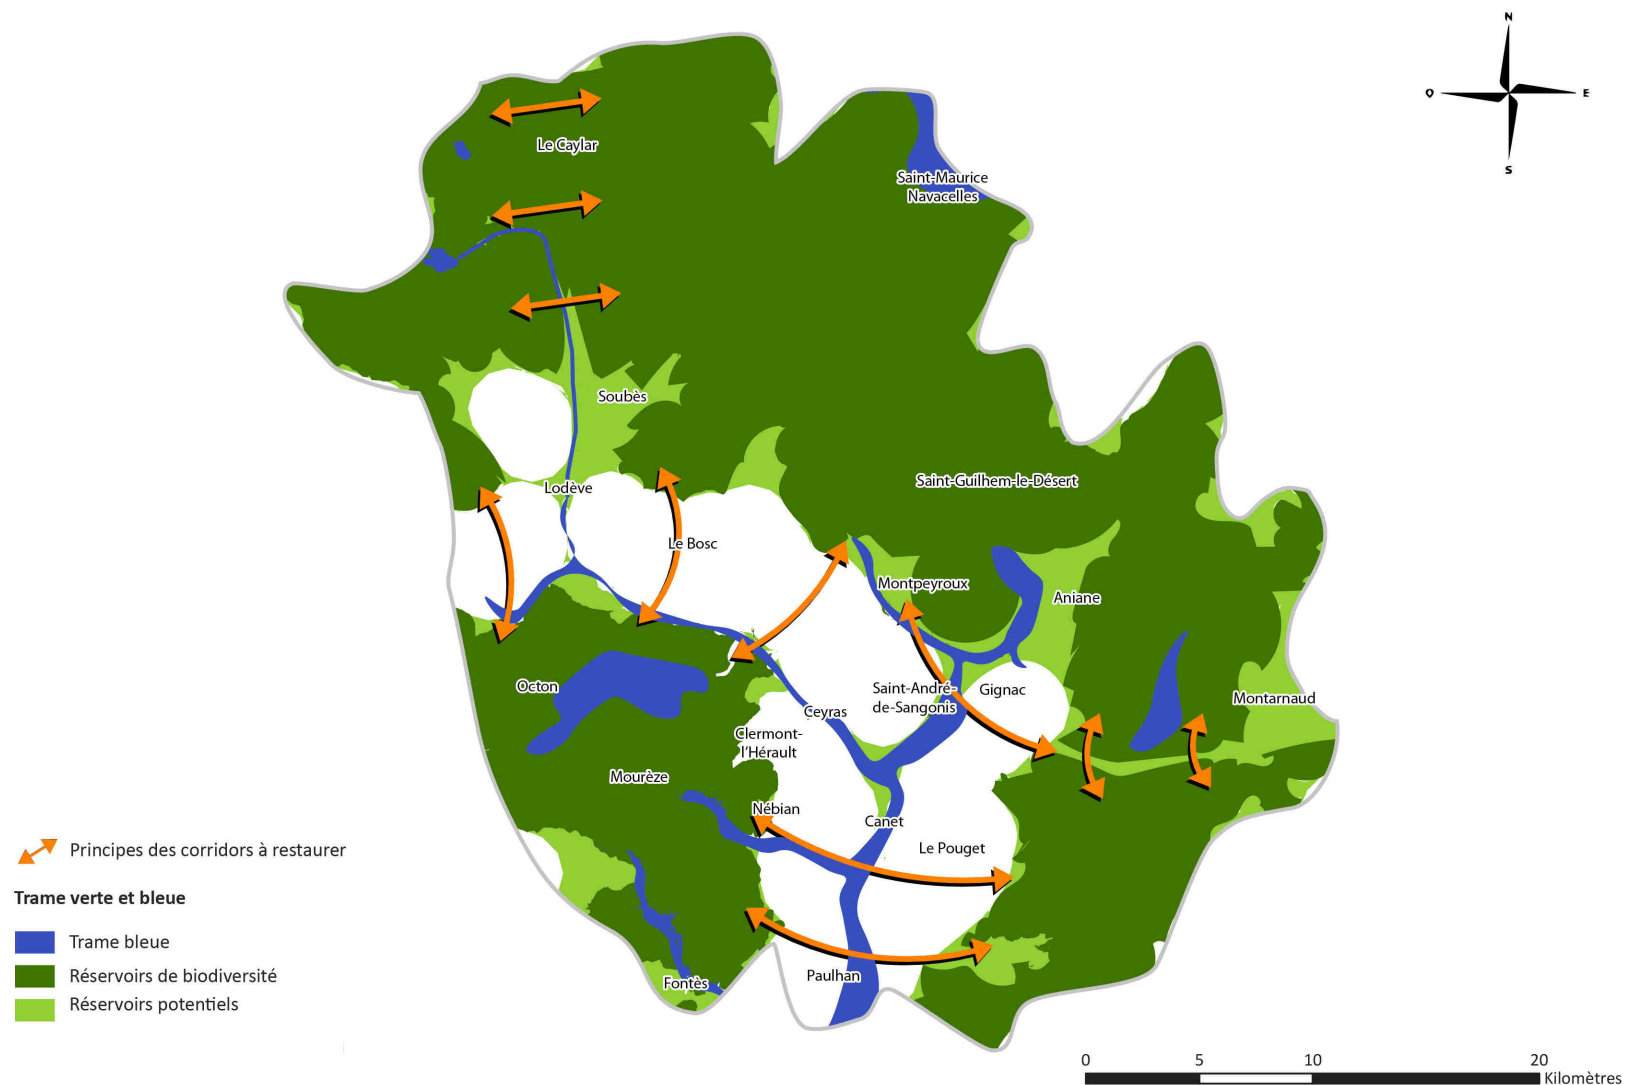 N
O
E
S
Le Caylar
Saint-Maurice
Navacelles
Soubès
Saint-Guilhem-le-Désert
Lodève
Le Bosc
Montpeyroux
Aniane
Octon
Saint-André-
de-Sangonis
Gignac
Montarnaud
Ceyras
Clermont-
l'Hérault
Mourèze
Nébian
Canet
Le Pouget
Paulhan
Fontès
Principes des corridors à restaurer
Trame verte et bleue
Trame bleue
Réservoirs de biodiversité
Réservoirs potentiels
0 5 10 20
Kilomètres